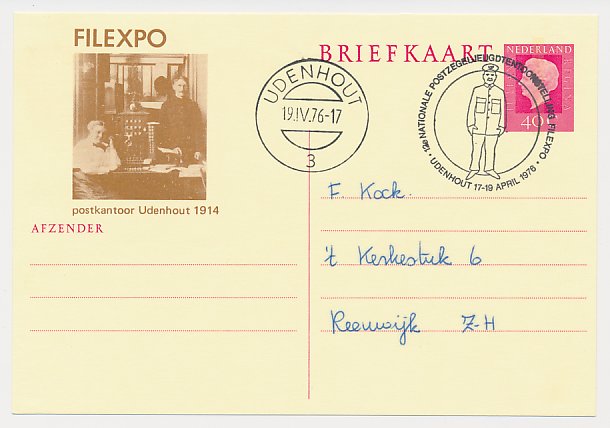 FILEXPO
postkantoor Udenhout 1914
AFZENDER
BRIEFKAART
UDENHOUT
19.IV.76-17
3
12de NATIONALE POSTZEGELJEUGDTENTOONSTELLING FILEXPO
• UDENHOUT 17-19 APRIL 1976 •
NEDERLAND
40
F. Kock.
't Kerkestuk 6
Reeuwijk Z-H